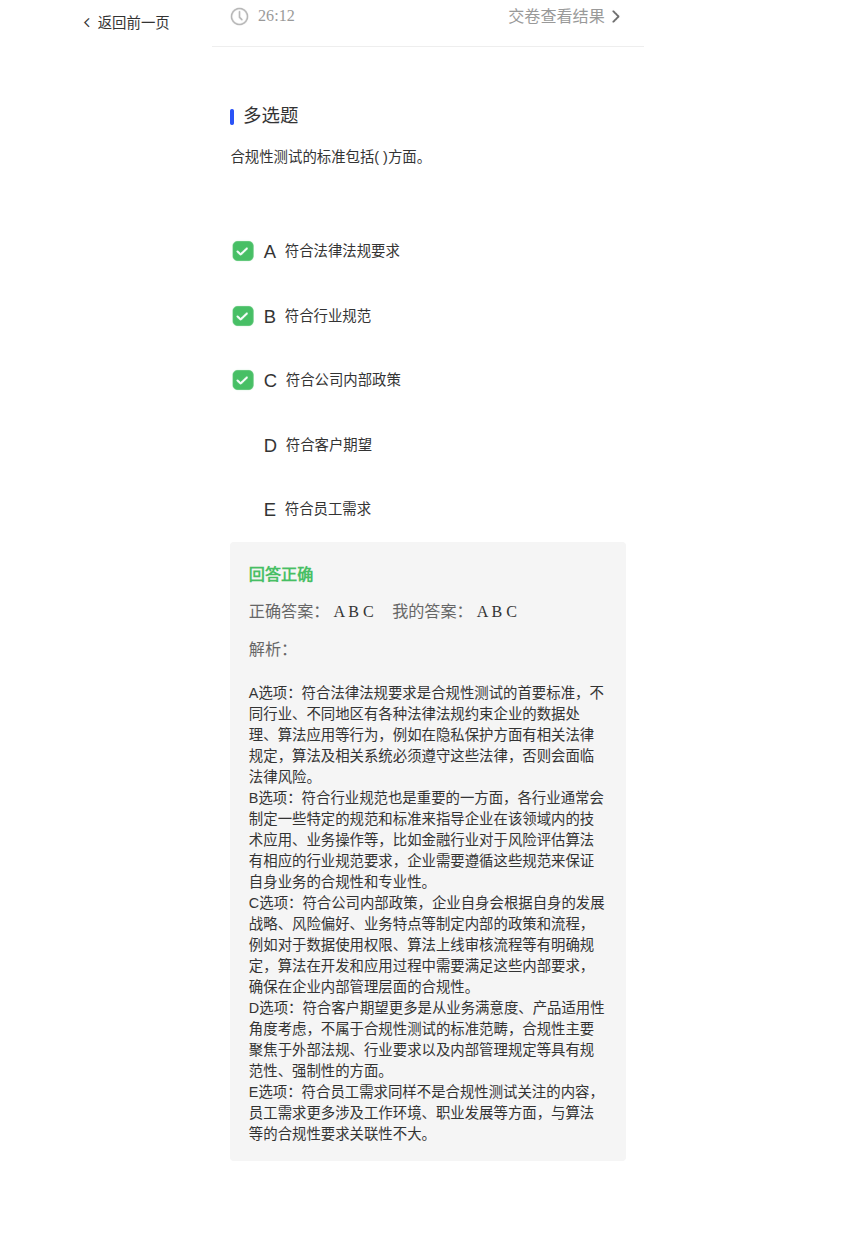 返回前一页
26:12
交卷查看结果
多选题
合规性测试的标准包括( )方面。
A 符合法律法规要求
B 符合行业规范
C 符合公司内部政策
D 符合客户期望
E 符合员工需求
回答正确
正确答案： A B C 我的答案： A B C
解析：
A选项：符合法律法规要求是合规性测试的首要标准，不
同行业、不同地区有各种法律法规约束企业的数据处
理、算法应用等行为，例如在隐私保护方面有相关法律
规定，算法及相关系统必须遵守这些法律，否则会面临
法律风险。
B选项：符合行业规范也是重要的一方面，各行业通常会
制定一些特定的规范和标准来指导企业在该领域内的技
术应用、业务操作等，比如金融行业对于风险评估算法
有相应的行业规范要求，企业需要遵循这些规范来保证
自身业务的合规性和专业性。
C选项：符合公司内部政策，企业自身会根据自身的发展
战略、风险偏好、业务特点等制定内部的政策和流程，
例如对于数据使用权限、算法上线审核流程等有明确规
定，算法在开发和应用过程中需要满足这些内部要求，
确保在企业内部管理层面的合规性。
D选项：符合客户期望更多是从业务满意度、产品适用性
角度考虑，不属于合规性测试的标准范畴，合规性主要
聚焦于外部法规、行业要求以及内部管理规定等具有规
范性、强制性的方面。
E选项：符合员工需求同样不是合规性测试关注的内容，
员工需求更多涉及工作环境、职业发展等方面，与算法
等的合规性要求关联性不大。